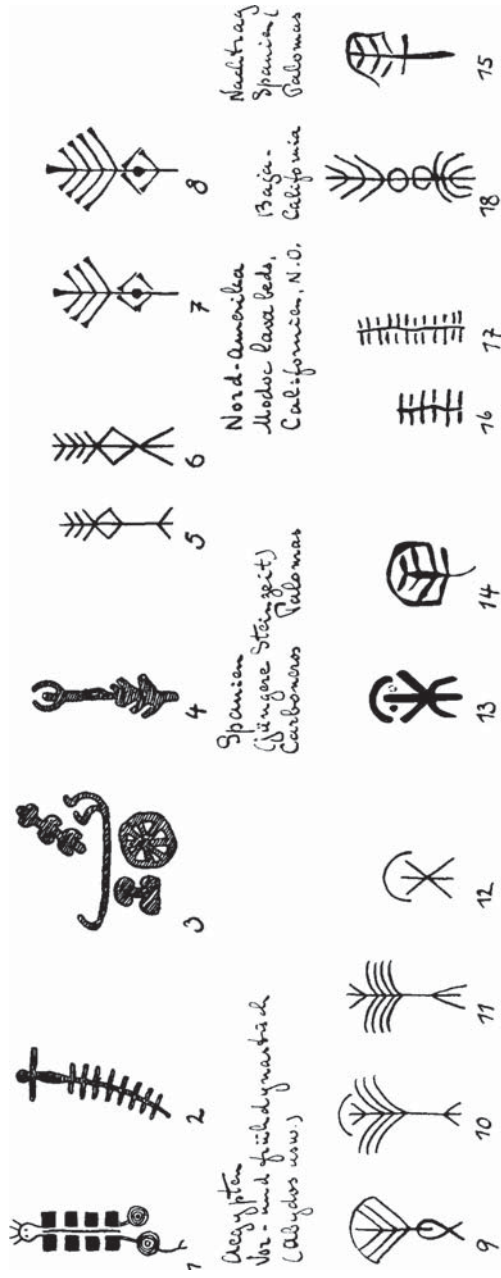 1 2 3 4 5 6 7 8
Aegypten
Vor- und frühdynastisch
(Abydos usw.)
Spanien
(jüngere Steinzeit)
Carboneros Palomas
Nord-Amerika
Modoc lava beds,
Californien, N.O.
Baja-
California
Nachtrag
Spanien (
Palomas
9 10 11 12 13 14 16 17 18 15